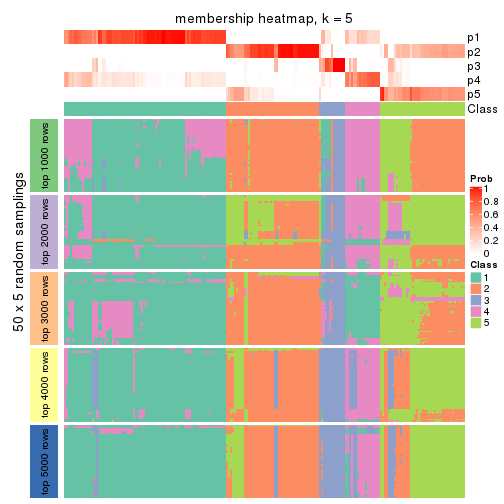 membership heatmap, k = 5
p1
p2
p3
p4
p5
Class
50 x 5 random samplings
top 1000 rows
top 2000 rows
top 3000 rows
top 4000 rows
top 5000 rows
Prob
1
0.8
0.6
0.4
0.2
0
Class
1
2
3
4
5